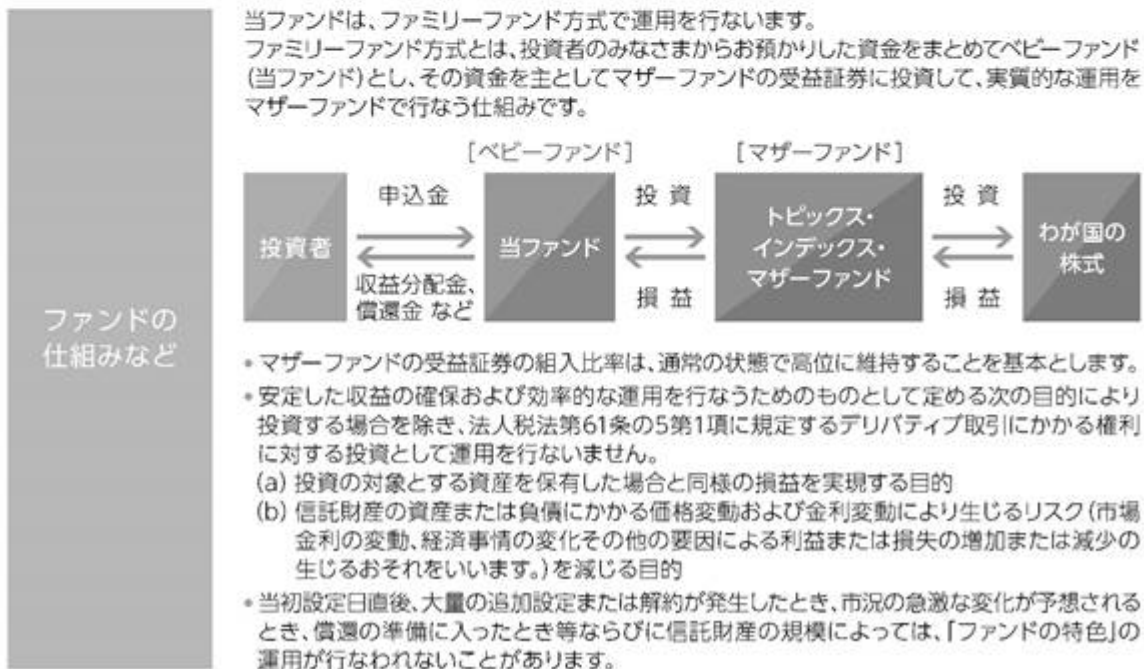 当ファンドは、ファミリーファンド方式で運用を行ないます。
ファミリーファンド方式とは、投資者のみなさまからお預かりした資金をまとめてベビーファンド
(当ファンド)とし、その資金を主としてマザーファンドの受益証券に投資して、実質的な運用を
マザーファンドで行なう仕組みです。
[ベビーファンド]
[マザーファンド]
投資者
申込金
収益分配金、
償還金 など
当ファンド
投 資
損 益
トピックス・
インデックス・
マザーファンド
投 資
損 益
わが国の
株式
ファンドの
仕組みなど
• マザーファンドの受益証券の組入比率は、通常の状態で高位に維持することを基本とします。
• 安定した収益の確保および効率的な運用を行なうためのものとして定める次の目的により
投資する場合を除き、法人税法第61条の5第1項に規定するデリバティブ取引にかかる権利
に対する投資として運用を行ないません。
(a) 投資の対象とする資産を保有した場合と同様の損益を実現する目的
(b) 信託財産の資産または負債にかかる価格変動および金利変動により生じるリスク(市場
金利の変動、経済事情の変化その他の要因による利益または損失の増加または減少の
生じるおそれをいいます。)を減じる目的
• 当初設定日直後、大量の追加設定または解約が発生したとき、市況の急激な変化が予想される
とき、償還の準備に入ったとき等ならびに信託財産の規模によっては、「ファンドの特色」の
運用が行なわれないことがあります。